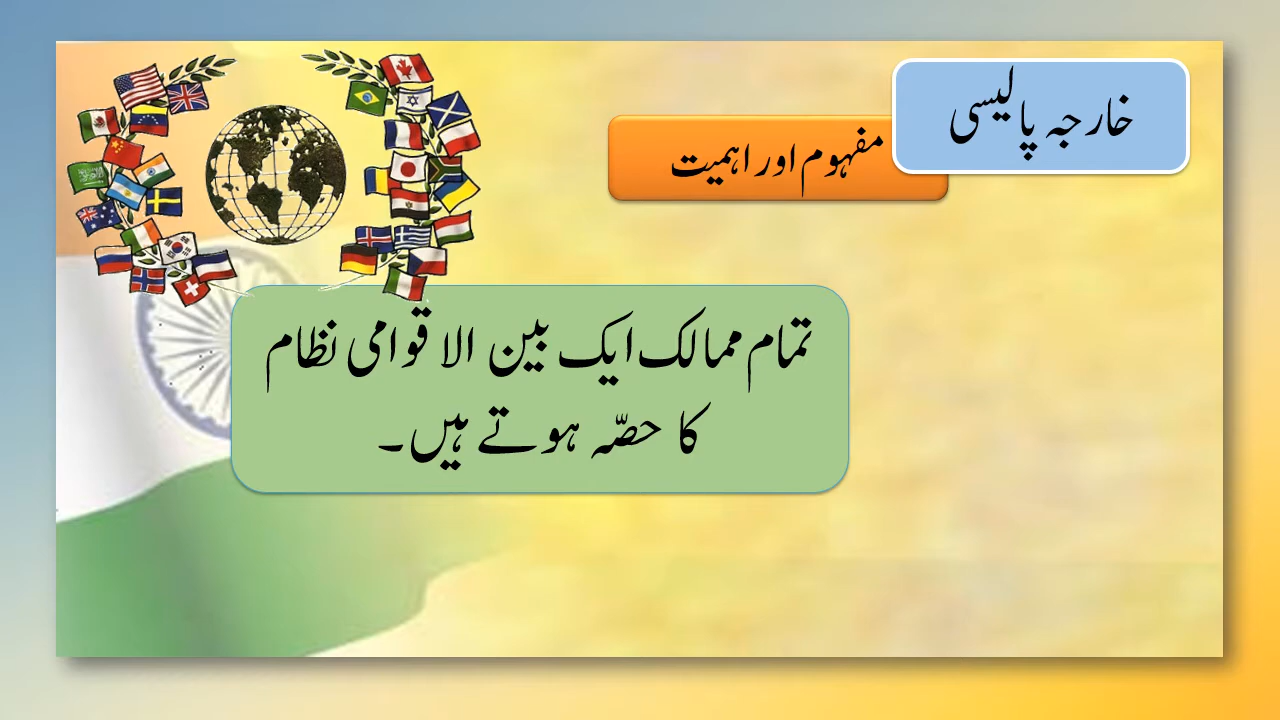 خارجہ پالیسی
مفہوم اور اہمیت
تمام ممالک ایک بین الاقوامی نظام
کا حصّہ ہوتے ہیں۔